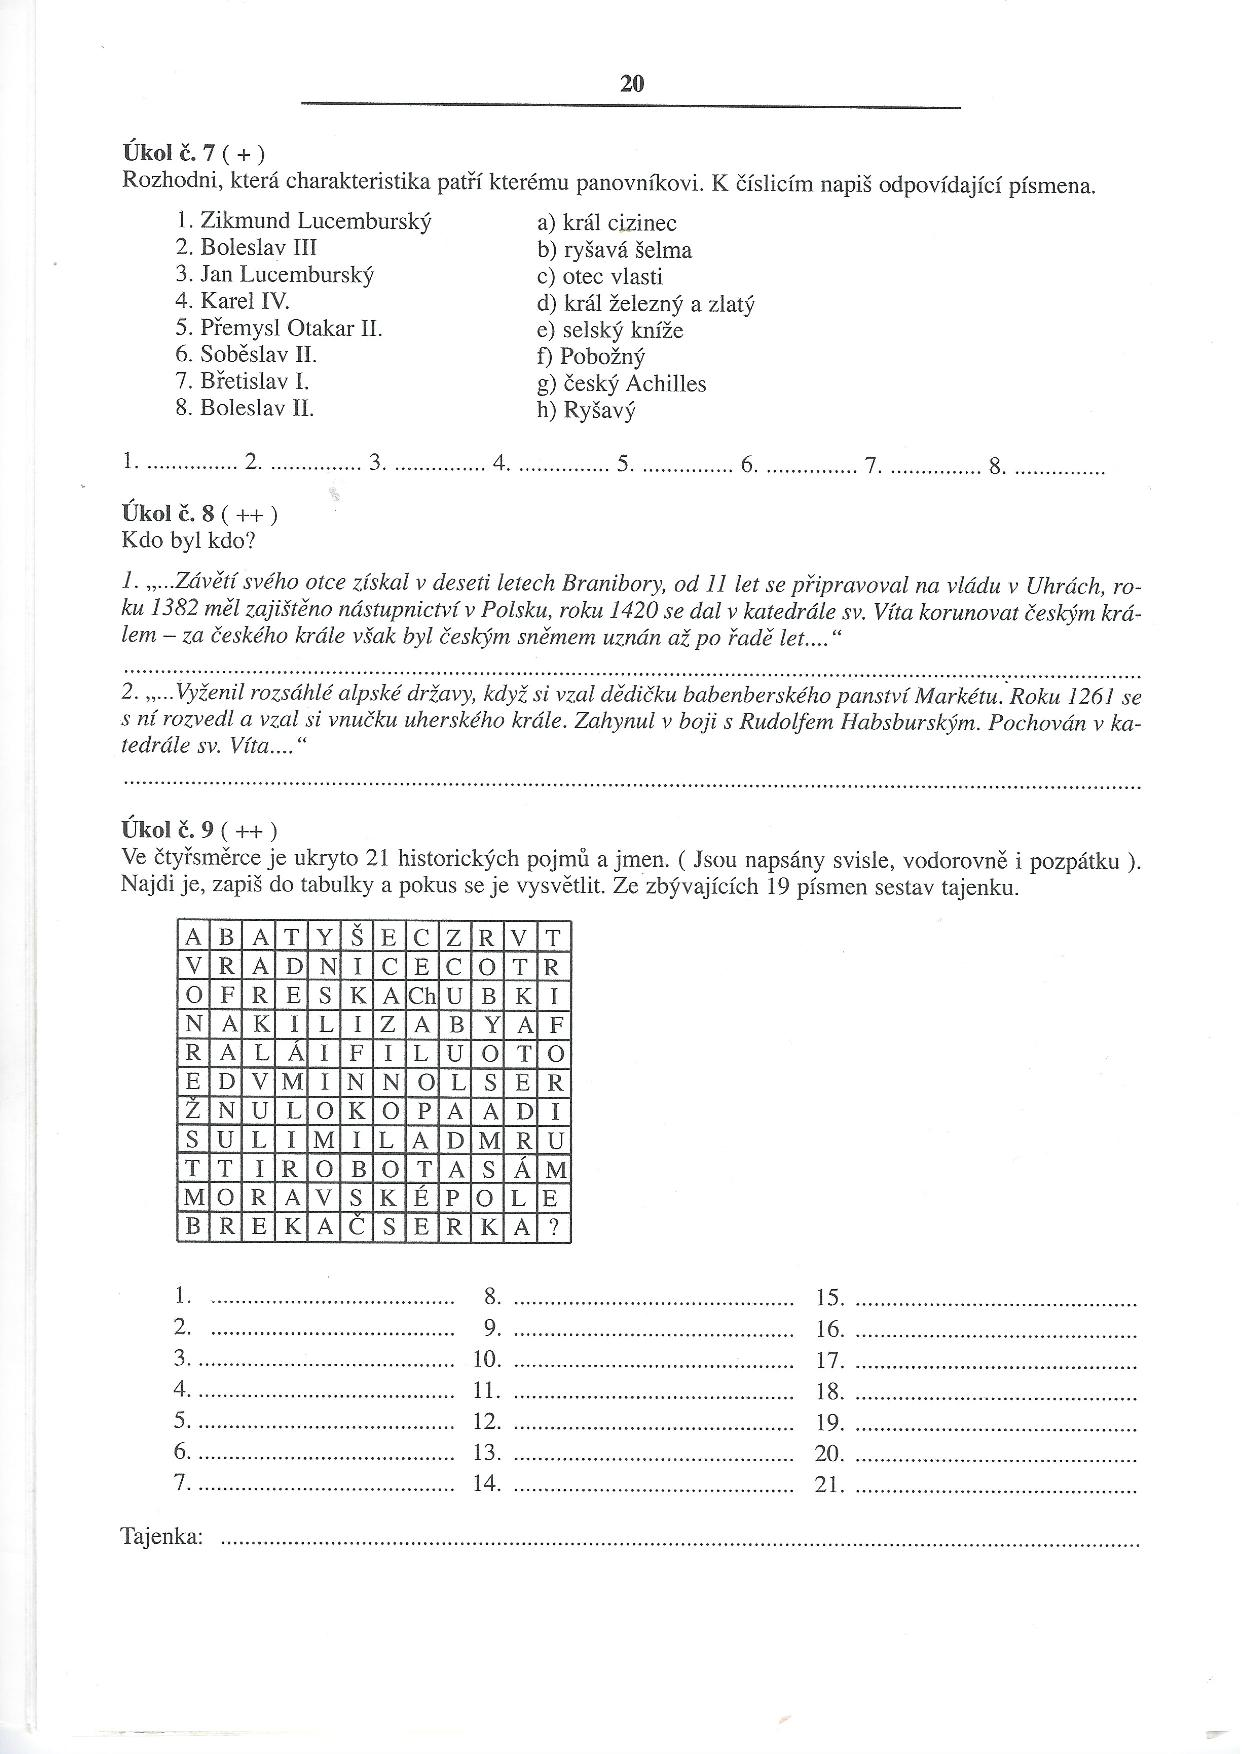 20
Úkol č. 7 ( + )
Rozhodni, která charakteristika patří kterému panovníkovi. K číslicím napiš odpovídající písmena.
1. Zikmund Lucemburský a) král cizinec
2. Boleslav III b) ryšavá šelma
3. Jan Lucemburský c) otec vlasti
4. Karel IV. d) král železný a zlatý
5. Přemysl Otakar II. e) selský kníže
6. Soběslav II. f) Pobožný
7. Břetislav I. g) český Achilles
8. Boleslav II. h) Ryšavý
1. ............... 2. ............... 3. ............... 4. ............... 5. ............... 6. ............... 7. ............... 8. ...............
Úkol č. 8 ( ++ )
Kdo byl kdo?
1. „...Závětí svého otce získal v deseti letech Branibory, od 11 let se připravoval na vládu v Uhrách, ro-
ku 1382 měl zajištěno nástupnictví v Polsku, roku 1420 se dal v katedrále sv. Víta korunovat českým krá-
lem – za českého krále však byl českým sněmem uznán až po řadě let....“
2. „...Vyženil rozsáhlé alpské državy, když si vzal dědičku babenberského panství Markétu. Roku 1261 se
s ní rozvedl a vzal si vnučku uherského krále. Zahynul v boji s Rudolfem Habsburským. Pochován v ka-
tedrále sv. Víta....“
Úkol č. 9 ( ++ )
Ve čtyřsměrce je ukryto 21 historických pojmů a jmen. ( Jsou napsány svisle, vodorovně i pozpátku ).
Najdi je, zapiš do tabulky a pokus se je vysvětlit. Ze zbývajících 19 písmen sestav tajenku.
A B A T Y Š E C Z R V T
V R A D N I C E C O T R
O F R E S K A Ch U B K I
N A K I L I Z A B Y A F
R A L Á I F I L U O T O
E D V M I N N O L S E R
Ž N U L O K O P A A D I
S U L I M I L A D M R U
T T I R O B O T A S Á M
M O R A V S K É P O L E
B R E K A Č S E R K A ?
1. ........................................ 8. ........................................ 15. ........................................
2. ........................................ 9. ........................................ 16. ........................................
3. ........................................ 10. ........................................ 17. ........................................
4. ........................................ 11. ........................................ 18. ........................................
5. ........................................ 12. ........................................ 19. ........................................
6. ........................................ 13. ........................................ 20. ........................................
7. ........................................ 14. ........................................ 21. ........................................
Tajenka: ........................................